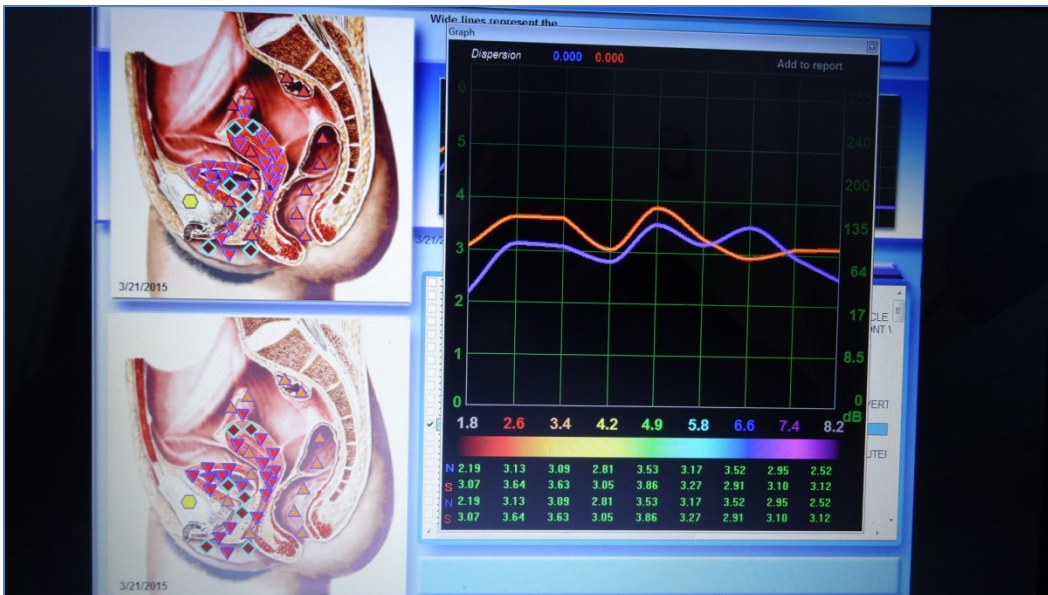 Wide lines represent the
Graph
Dispersion 0.000 0.000
Add to report
6
5
4
3
2
1
0
240
200
135
64
17
8.5
0
dB
1.8 2.6 3.4 4.2 4.9 5.8 6.6 7.4 8.2
N 2.19 3.13 3.09 2.81 3.53 3.17 3.52 2.95 2.52
S 3.07 3.64 3.63 3.05 3.86 3.27 2.91 3.10 3.12
N 2.19 3.13 3.09 2.81 3.53 3.17 3.52 2.95 2.52
S 3.07 3.64 3.63 3.05 3.86 3.27 2.91 3.10 3.12
3/21/2015
3/21/2015
3/21/2
CLE
ONT V
VERT
UTEF